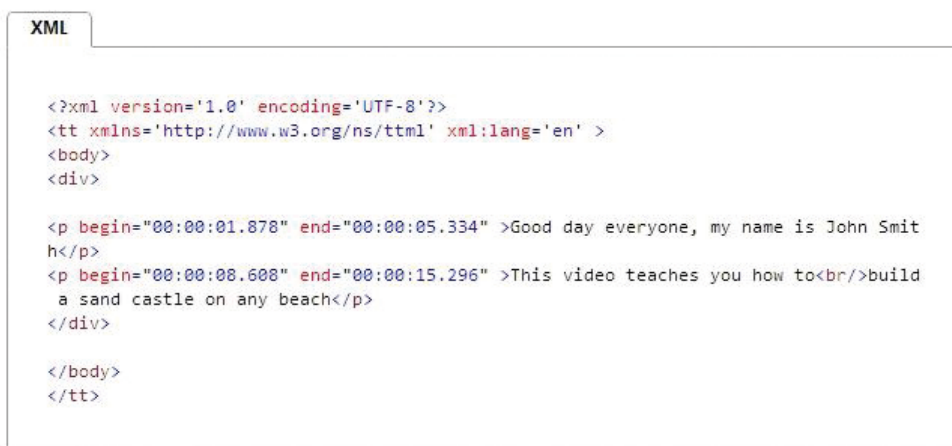 XML
<?xml version='1.0' encoding='UTF-8'?>
<tt xmlns='http://www.w3.org/ns/ttml' xml:lang='en' >
<body>
<div>
<p begin="00:00:01.878" end="00:00:05.334" >Good day everyone, my name is John Smit
h</p>
<p begin="00:00:08.608" end="00:00:15.296" >This video teaches you how to<br/>build
a sand castle on any beach</p>
</div>
</body>
</tt>